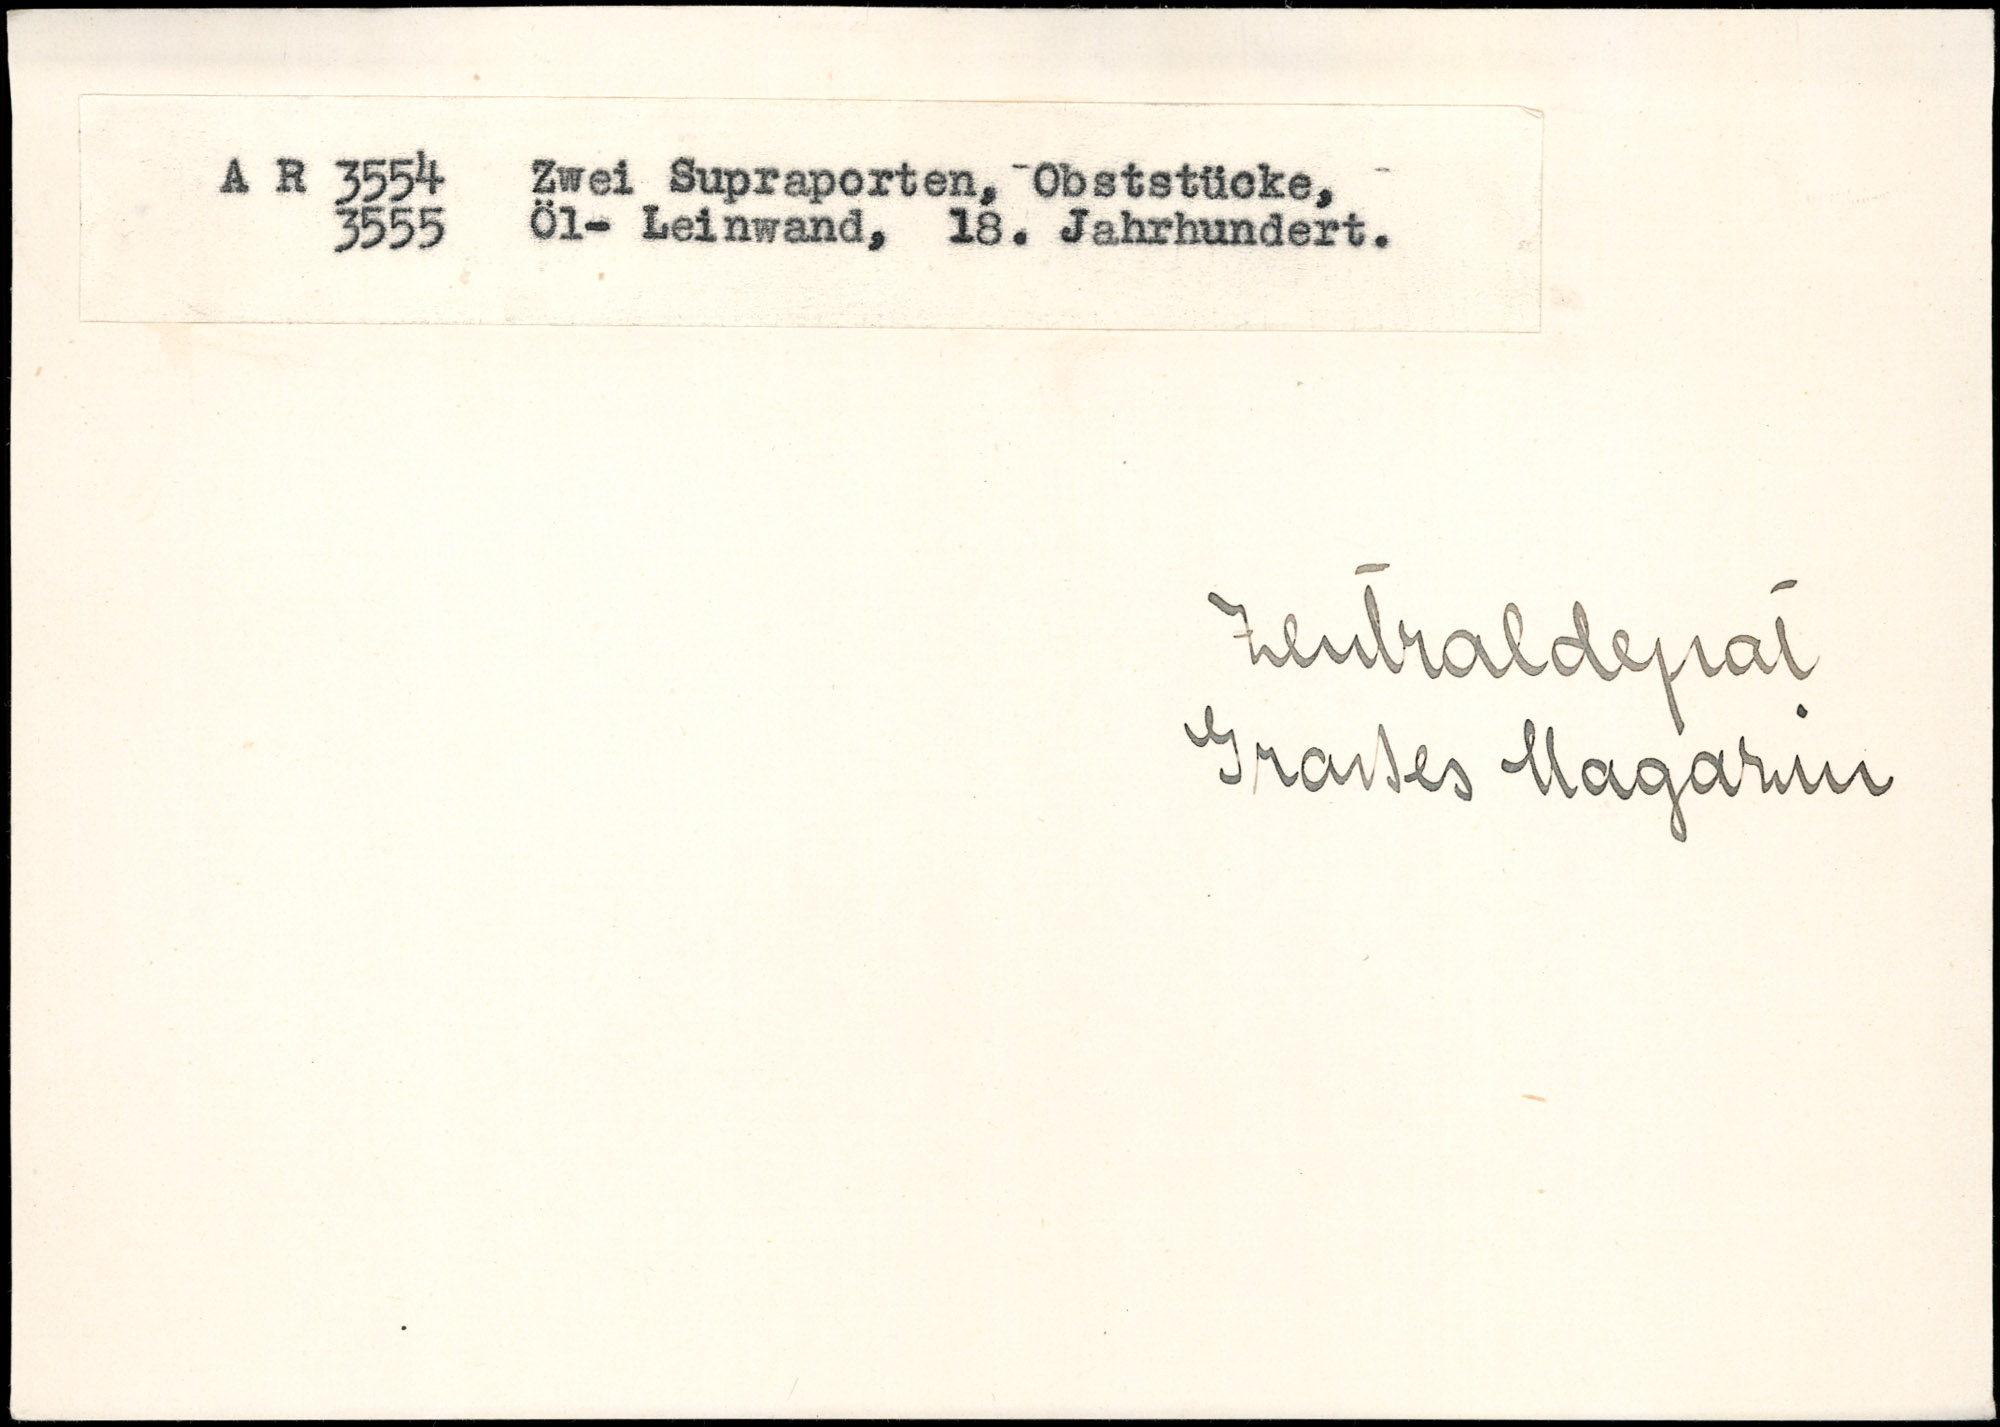 A R 3554 Zwei Supraporten, Obststücke,
3555 Öl- Leinwand, 18. Jahrhundert.
Zentraldepot
Grosses Magazin